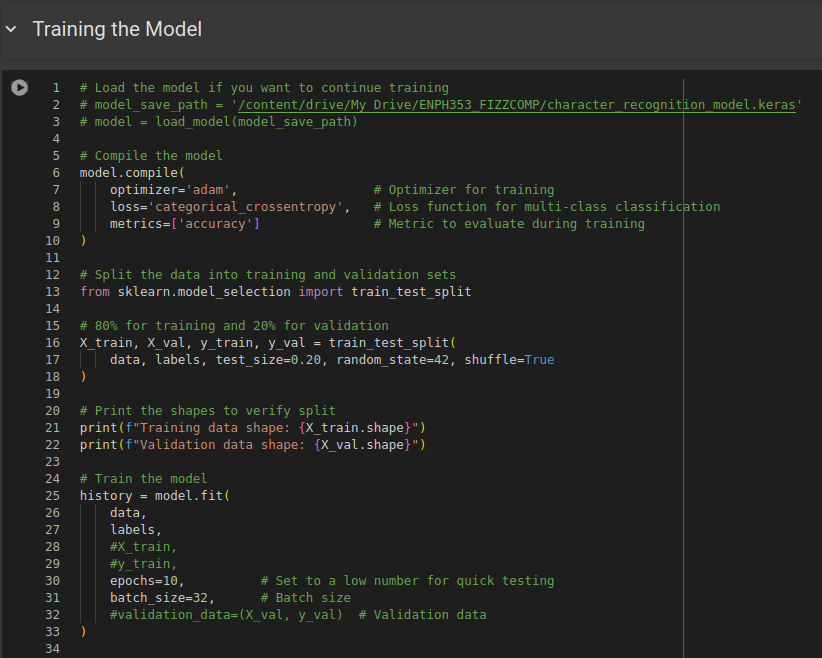 Training the Model
1 # Load the model if you want to continue training
2 # model_save_path = '/content/drive/My Drive/ENPH353_FIZZCOMP/character_recognition_model.keras'
3 # model = load_model(model_save_path)
4
5 # Compile the model
6 model.compile(
7     optimizer='adam',                  # Optimizer for training
8     loss='categorical_crossentropy',   # Loss function for multi-class classification
9     metrics=['accuracy']               # Metric to evaluate during training
10 )
11
12 # Split the data into training and validation sets
13 from sklearn.model_selection import train_test_split
14
15 # 80% for training and 20% for validation
16 X_train, X_val, y_train, y_val = train_test_split(
17     data, labels, test_size=0.20, random_state=42, shuffle=True
18 )
19
20 # Print the shapes to verify split
21 print(f"Training data shape: {X_train.shape}")
22 print(f"Validation data shape: {X_val.shape}")
23
24 # Train the model
25 history = model.fit(
26     data,
27     labels,
28     #X_train,
29     #y_train,
30     epochs=10,          # Set to a low number for quick testing
31     batch_size=32,      # Batch size
32     #validation_data=(X_val, y_val)  # Validation data
33 )
34